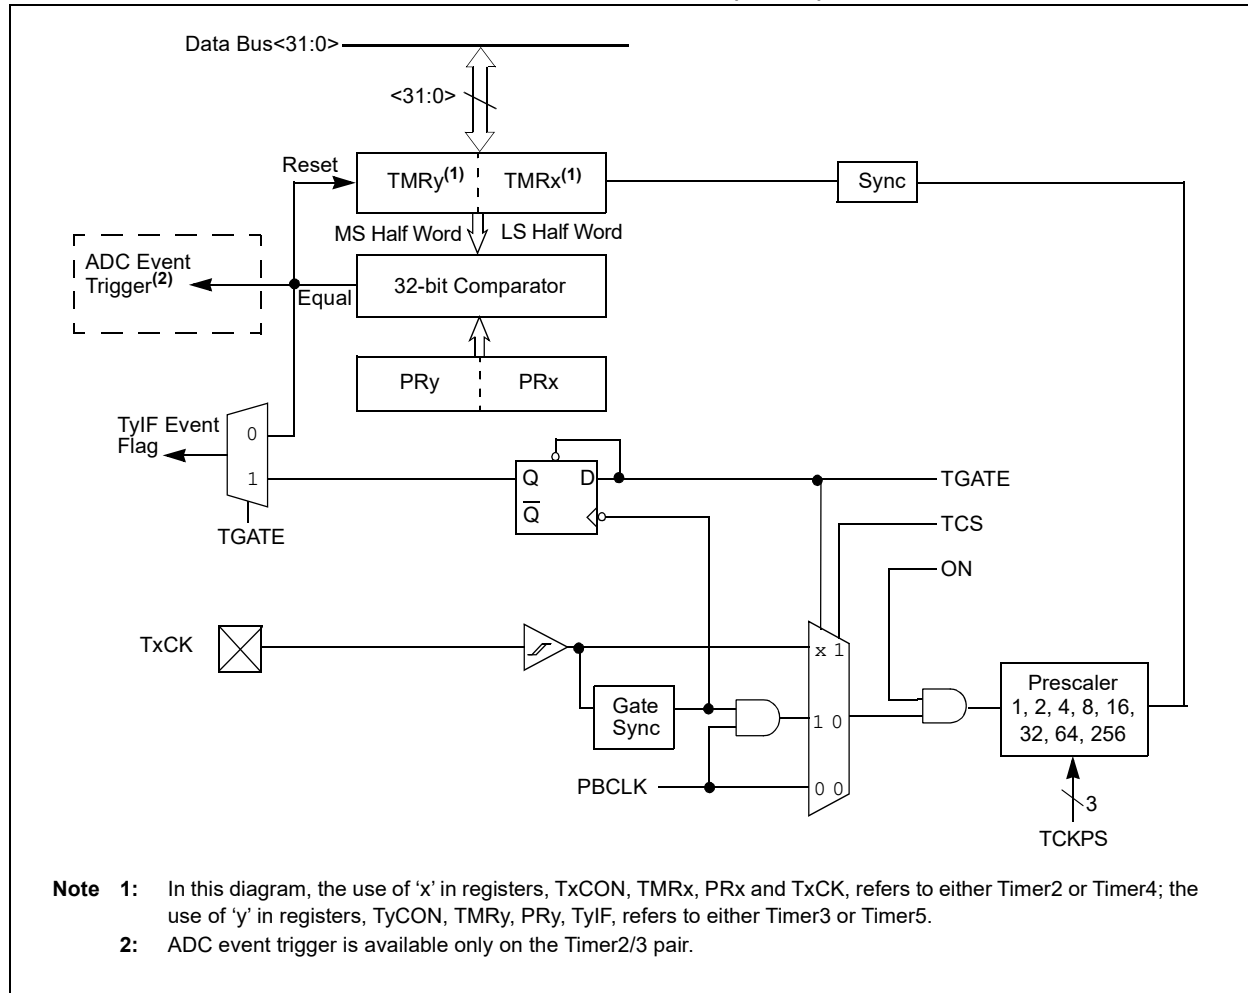 Data Bus<31:0>
<31:0>
Reset
TMRy(1)
TMRx(1)
Sync
MS Half Word
LS Half Word
ADC Event
Trigger(2)
Equal
32-bit Comparator
PRy
PRx
TyIF Event
Flag
0
1
TGATE
Q
D
Q
TGATE
TCS
ON
TxCK
x 1
Gate
Sync
1 0
Prescaler
1, 2, 4, 8, 16,
32, 64, 256
PBCLK
0 0
3
TCKPS
Note 1: In this diagram, the use of ‘x’ in registers, TxCON, TMRx, PRx and TxCK, refers to either Timer2 or Timer4; the
use of ‘y’ in registers, TyCON, TMRy, PRy, TyIF, refers to either Timer3 or Timer5.
2: ADC event trigger is available only on the Timer2/3 pair.